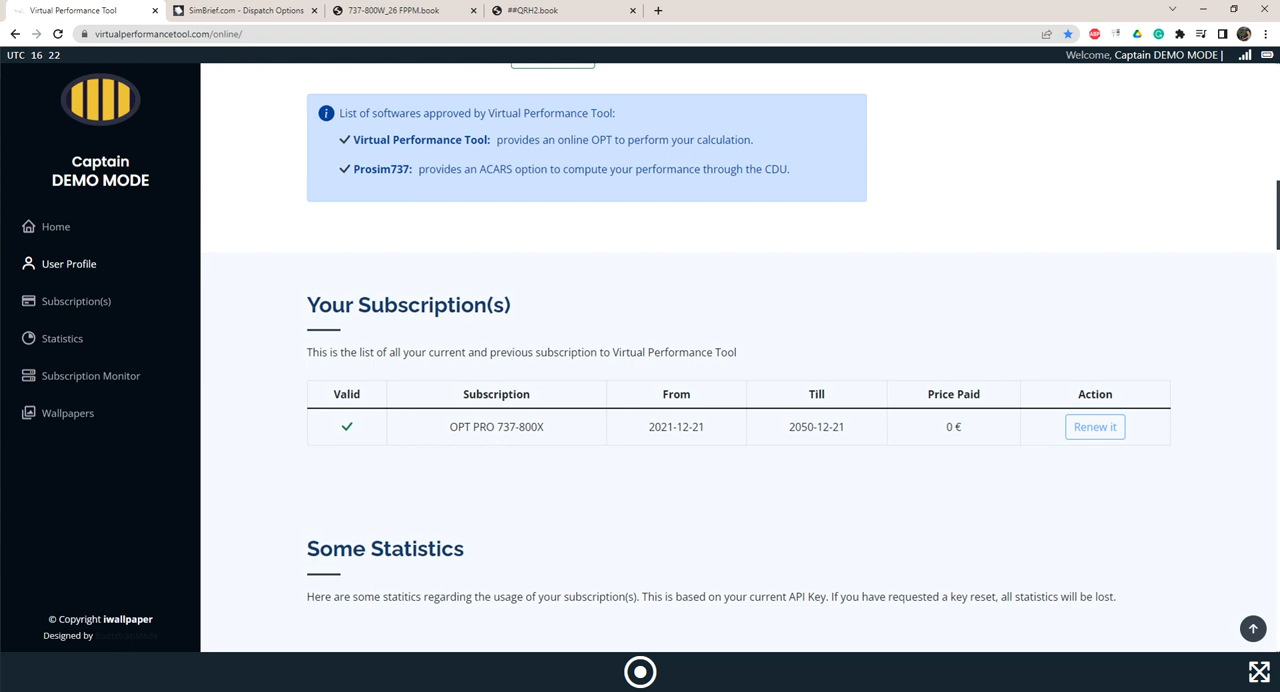 Virtual Performance Tool
SimBrief.com - Dispatch Options
737-800W_26 FPPM.book
##QRH2.book
virtualperformancetool.com/online/
ABP
UTC 16 22
Welcome, Captain DEMO MODE |
Captain
DEMO MODE
Home
User Profile
Subscription(s)
Statistics
Subscription Monitor
Wallpapers
© Copyright iwallpaper
Designed by
List of softwares approved by Virtual Performance Tool:
Virtual Performance Tool: provides an online OPT to perform your calculation.
Prosim737: provides an ACARS option to compute your performance through the CDU.
Your Subscription(s)
This is the list of all your current and previous subscription to Virtual Performance Tool
Valid Subscription From Till Price Paid Action
OPT PRO 737-800X 2021-12-21 2050-12-21 0 € Renew it
Some Statistics
Here are some statitics regarding the usage of your subscription(s). This is based on your current API Key. If you have requested a key reset, all statistics will be lost.